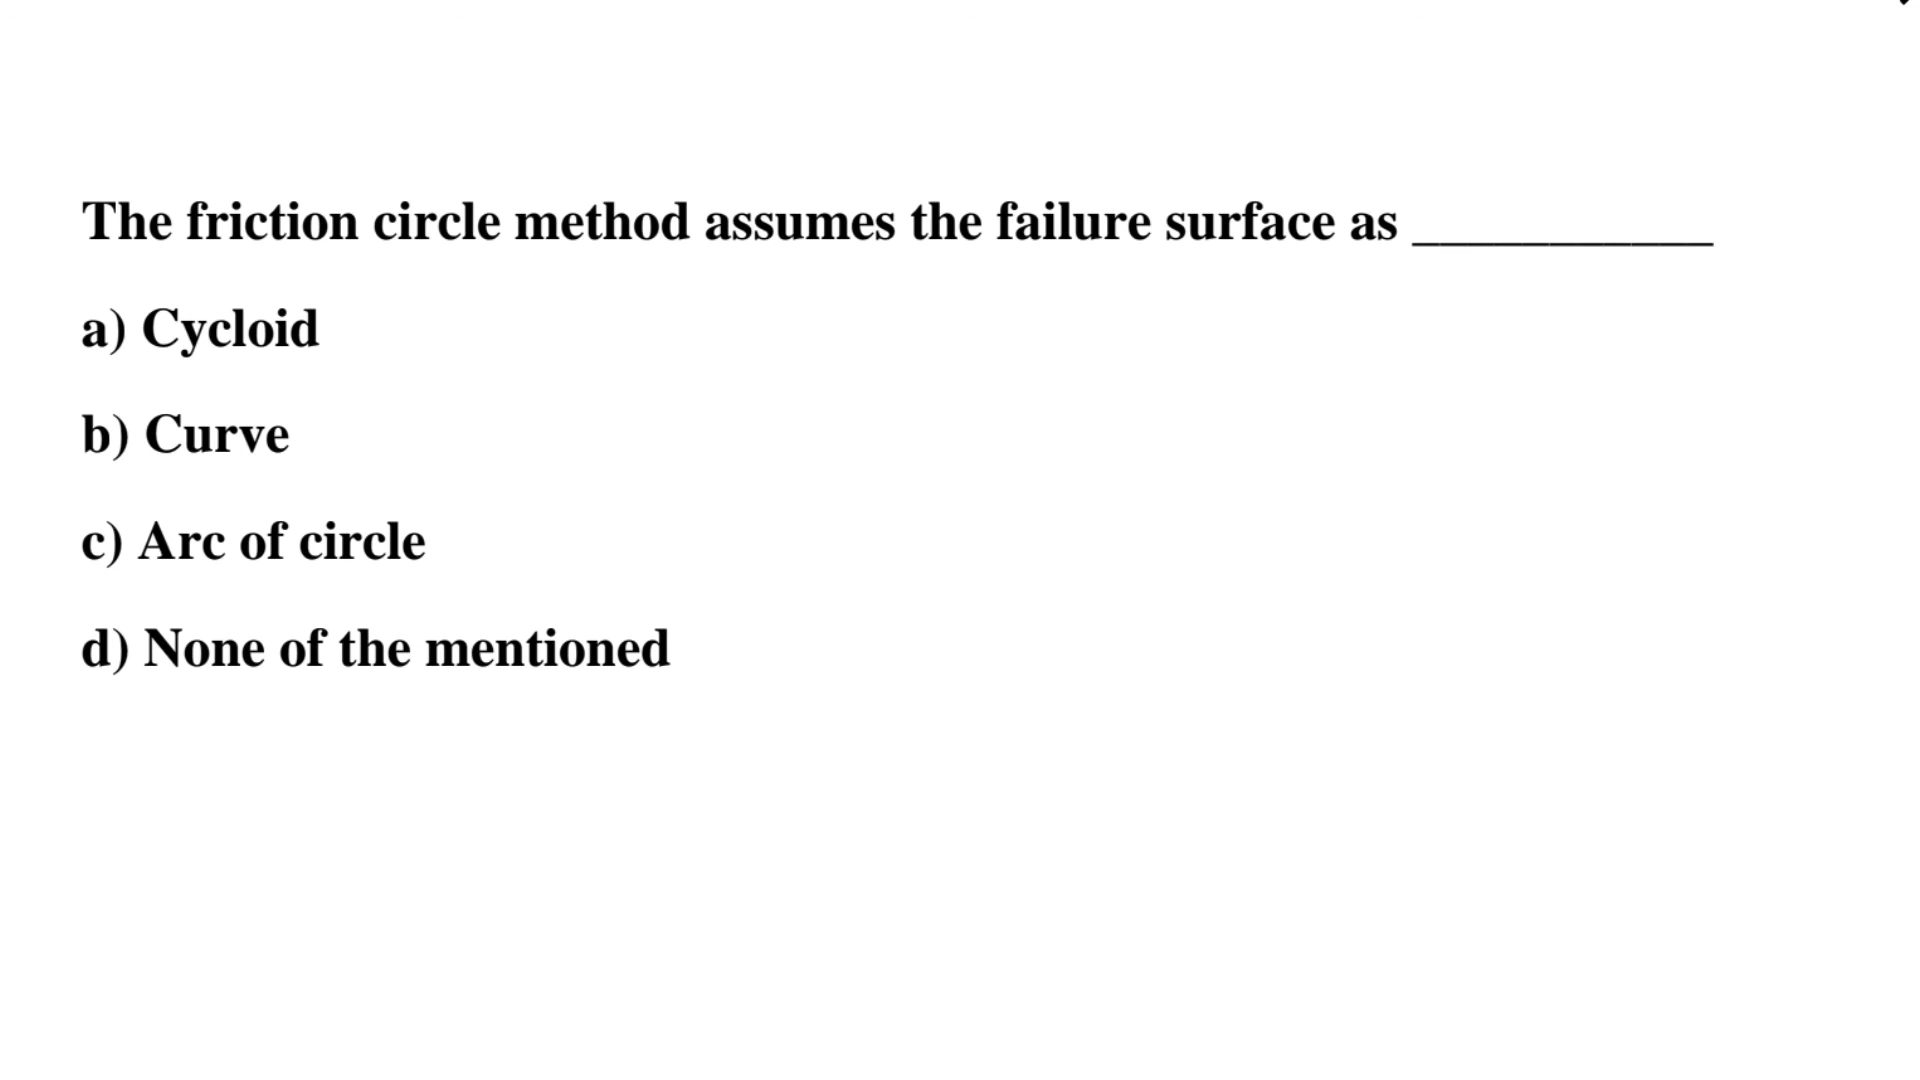 The friction circle method assumes the failure surface as ___________
a) Cycloid
b) Curve
c) Arc of circle
d) None of the mentioned